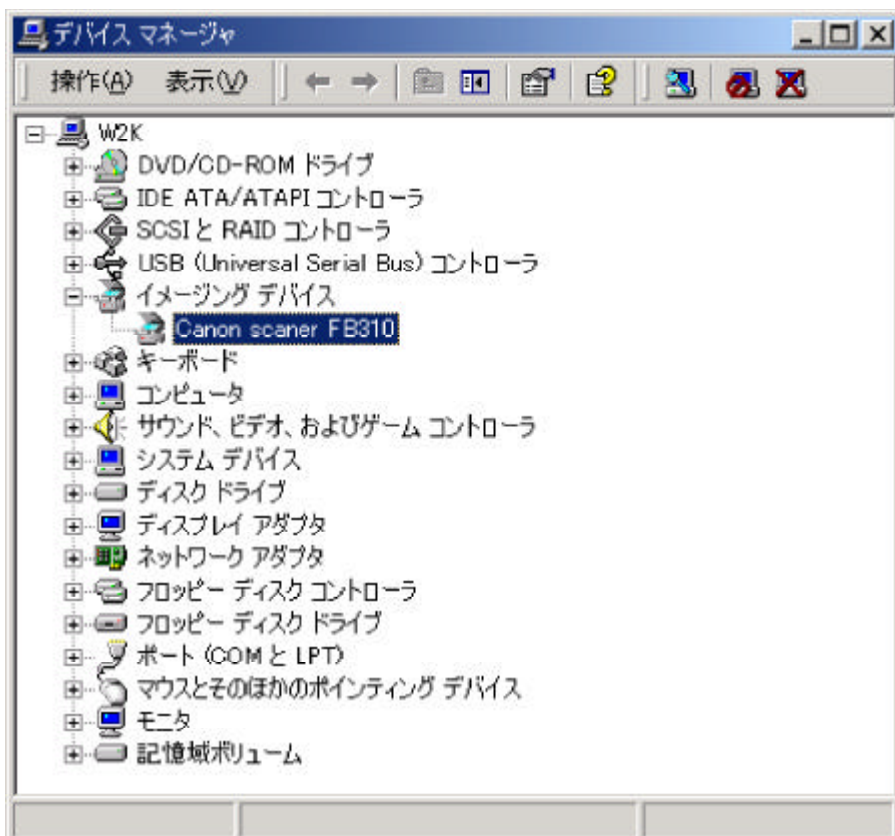 デバイス マネージャ
操作(A) 表示(V)
W2K
DVD/CD-ROM ドライブ
IDE ATA/ATAPI コントローラ
SCSI と RAID コントローラ
USB (Universal Serial Bus) コントローラ
イメージング デバイス
Canon scaner FB310
キーボード
コンピュータ
サウンド、ビデオ、およびゲーム コントローラ
システム デバイス
ディスク ドライブ
ディスプレイ アダプタ
ネットワーク アダプタ
フロッピー ディスク コントローラ
フロッピー ディスク ドライブ
ポート (COM と LPT)
マウスとそのほかのポインティング デバイス
モニタ
記憶域ボリューム